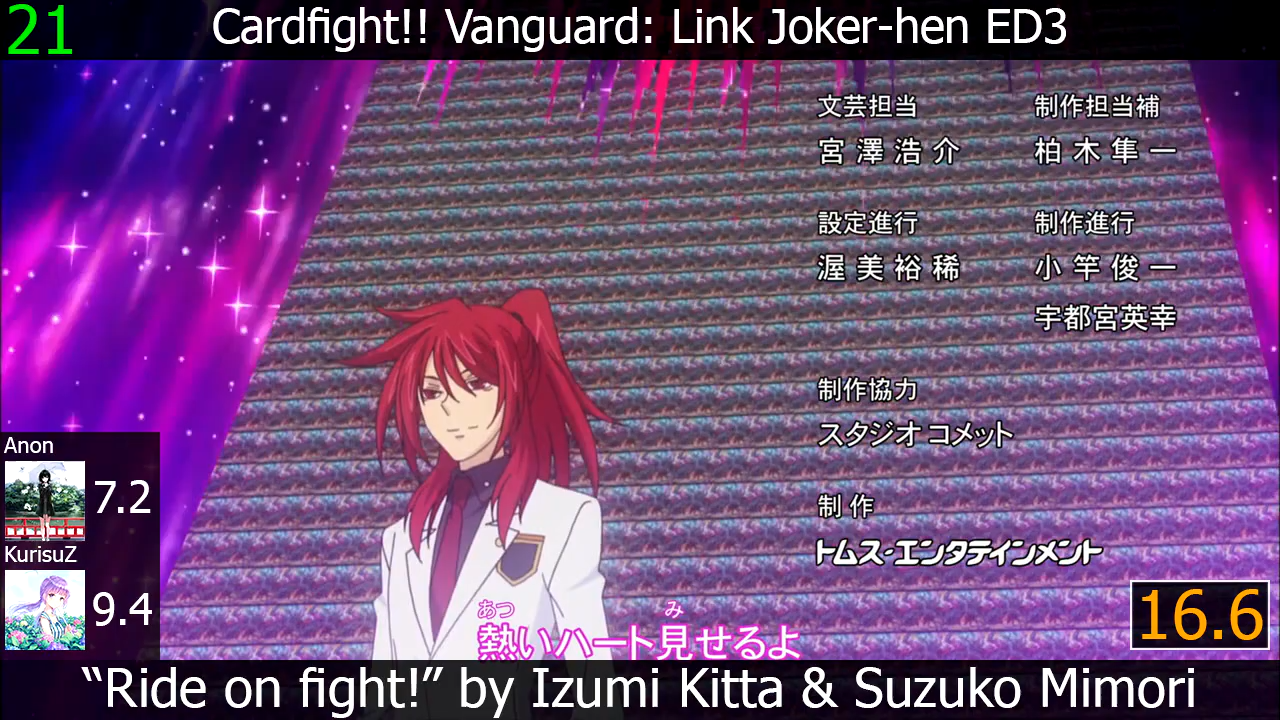 21
Cardfight!! Vanguard: Link Joker-hen ED3
文芸担当
宮澤浩介
制作担当補
柏木隼一
設定進行
渥美裕稀
制作進行
小竿俊一
宇都宮英幸
制作協力
スタジオコメット
制作
トムス・エンタテインメント
Anon
7.2
KurisuZ
9.4
16.6
あつ み
熱いハート見せるよ
“Ride on fight!” by Izumi Kitta & Suzuko Mimori